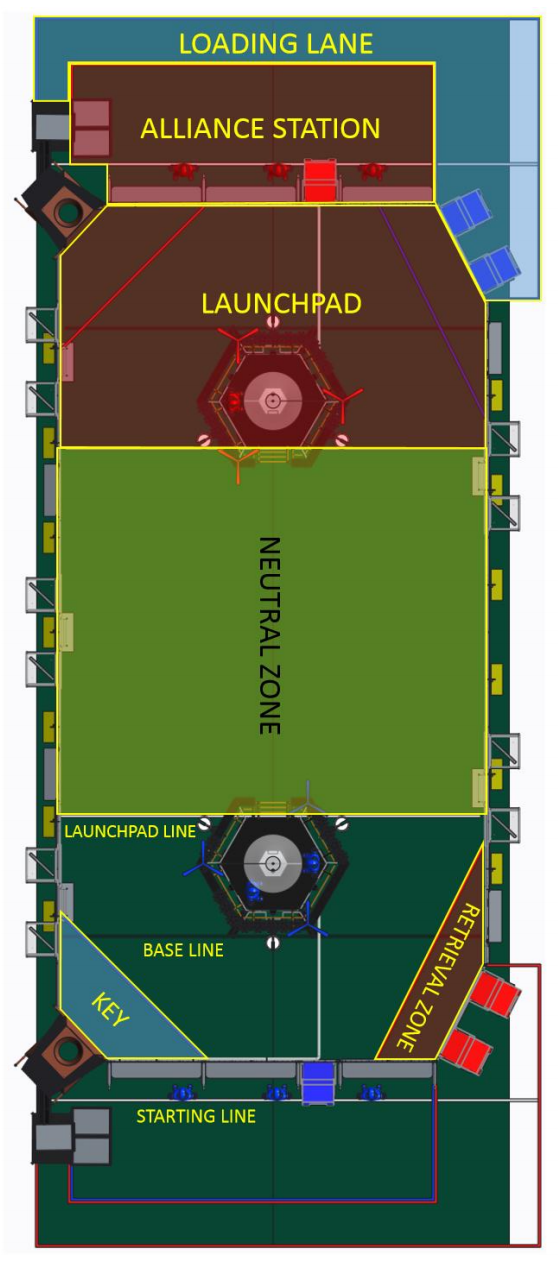 LOADING LANE
ALLIANCE STATION
LAUNCHPAD
NEUTRAL ZONE
LAUNCHPAD LINE
RETRIEVAL ZONE
BASE LINE
KEY
STARTING LINE